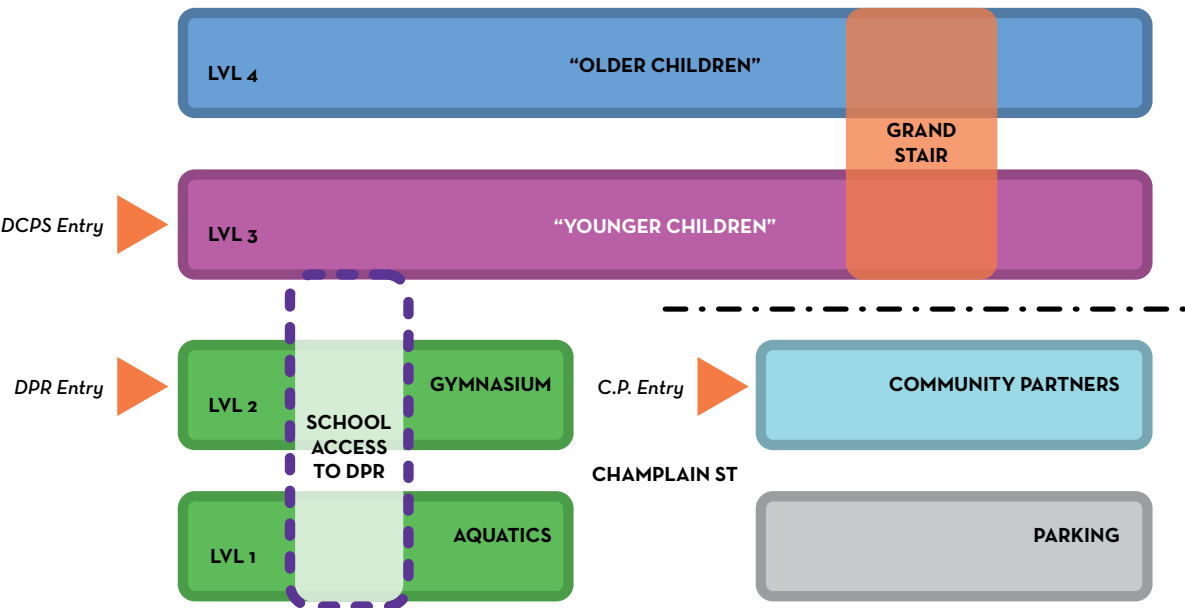 “OLDER CHILDREN”
LVL 4
GRAND
STAIR
DCPS Entry
“YOUNGER CHILDREN”
LVL 3
DPR Entry
LVL 2
GYMNASIUM
C.P. Entry
COMMUNITY PARTNERS
SCHOOL
ACCESS
TO DPR
CHAMPLAIN ST
LVL 1
AQUATICS
PARKING